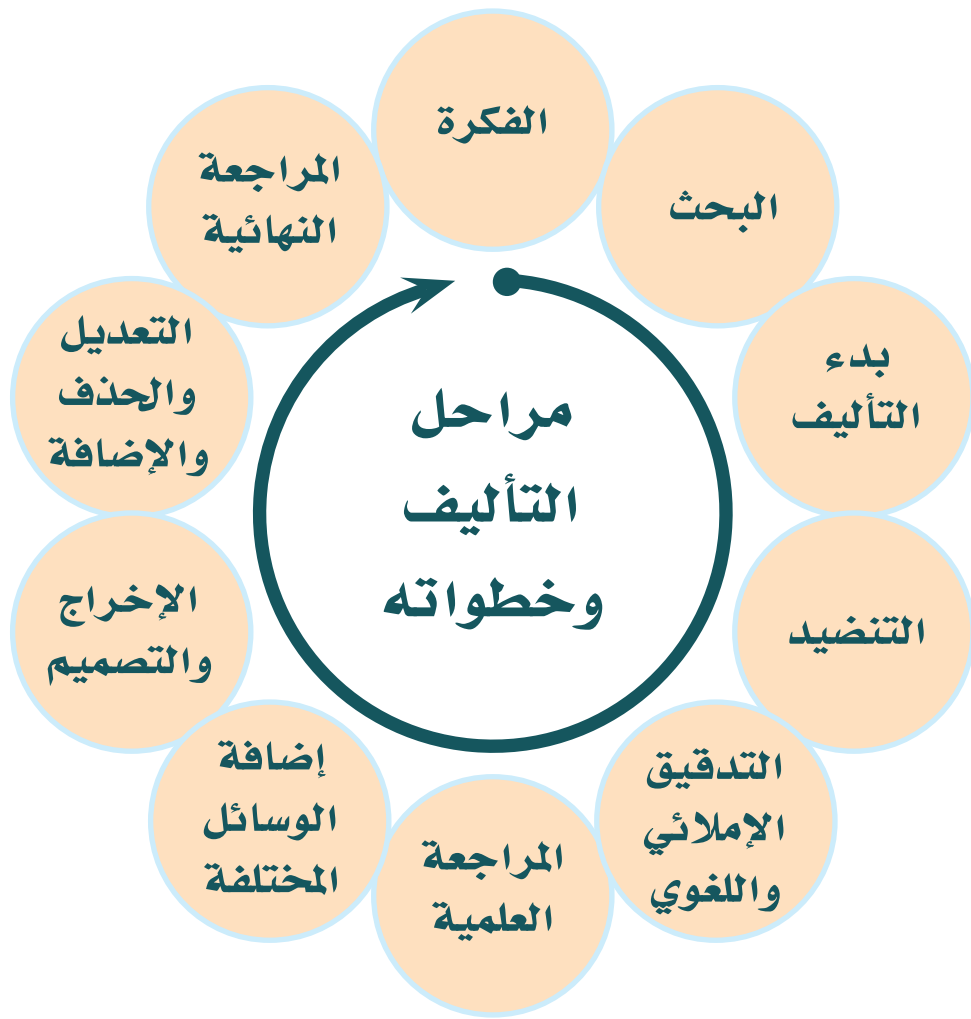 مراحل
التأليف
وخطواته
الفكرة
البحث
بدء
التأليف
التنضيد
التدقيق
الإملائي
واللغوي
المراجعة
العلمية
إضافة
الوسائل
المختلفة
الإخراج
والتصميم
التعديل
والحذف
والإضافة
المراجعة
النهائية